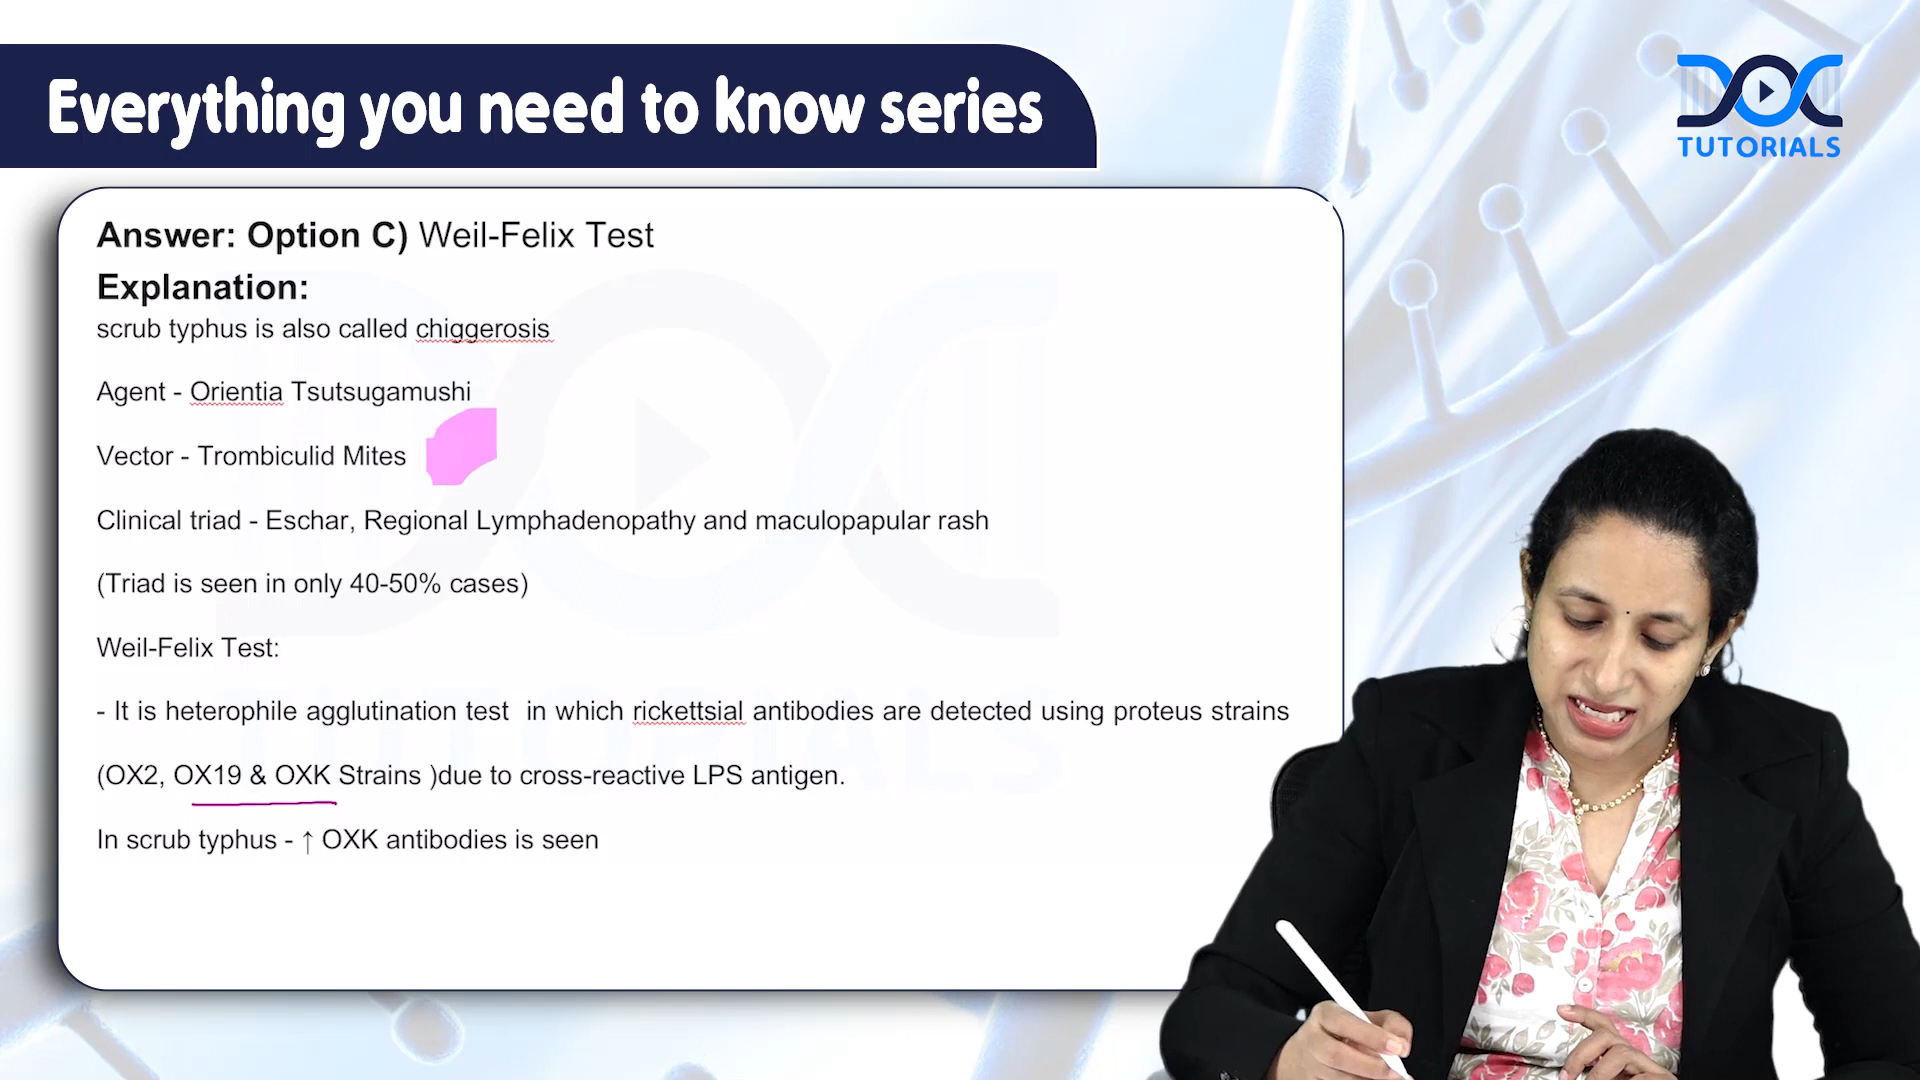 Everything you need to know series
DOC
TUTORIALS
Answer: Option C) Weil-Felix Test
Explanation:
scrub typhus is also called chiggerosis
Agent - Orientia Tsutsugamushi
Vector - Trombiculid Mites
Clinical triad - Eschar, Regional Lymphadenopathy and maculopapular rash
(Triad is seen in only 40-50% cases)
Weil-Felix Test:
- It is heterophile agglutination test in which rickettsial antibodies are detected using proteus strains
(OX2, OX19 & OXK Strains )due to cross-reactive LPS antigen.
In scrub typhus - ↑ OXK antibodies is seen